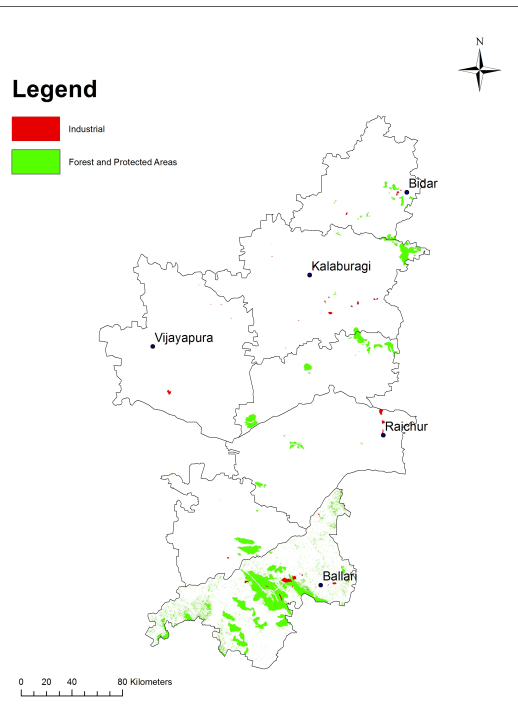 N
Legend
Industrial
Forest and Protected Areas
Bidar
Kalaburagi
Vijayapura
Raichur
Ballari
0 20 40 80 Kilometers